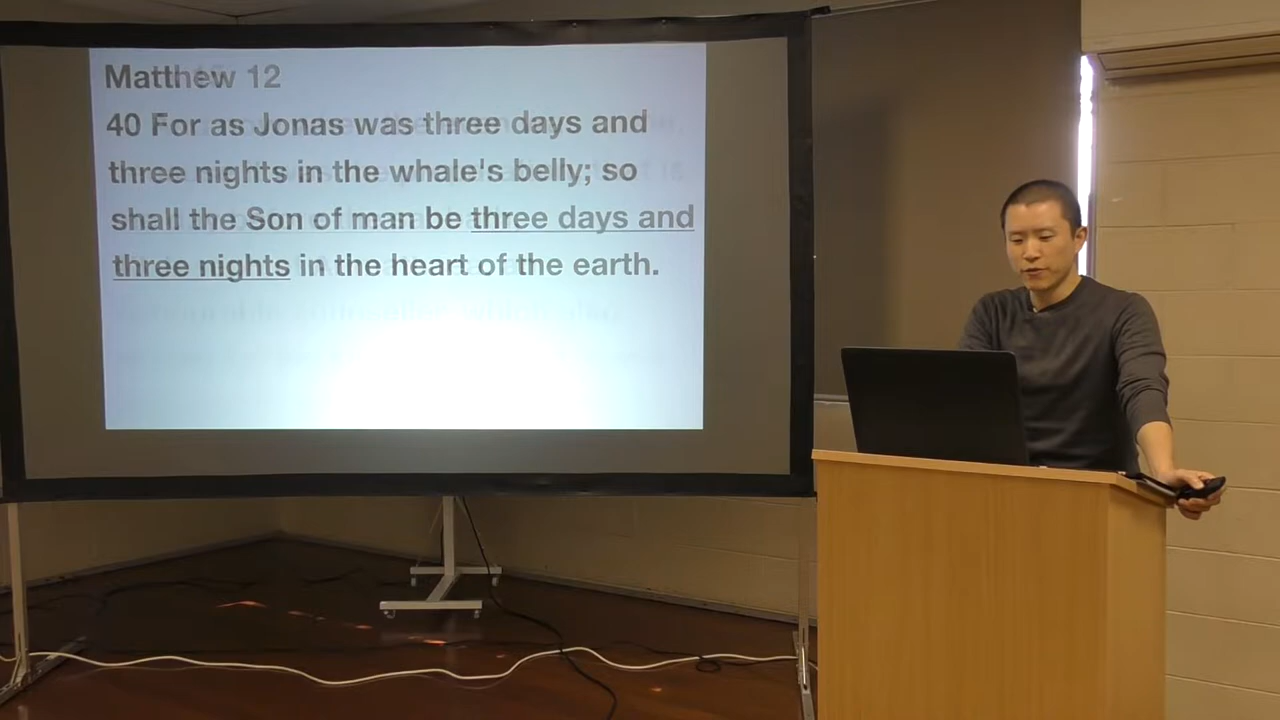 Matthew 12
40 For as Jonas was three days and
three nights in the whale's belly; so
shall the Son of man be three days and
three nights in the heart of the earth.